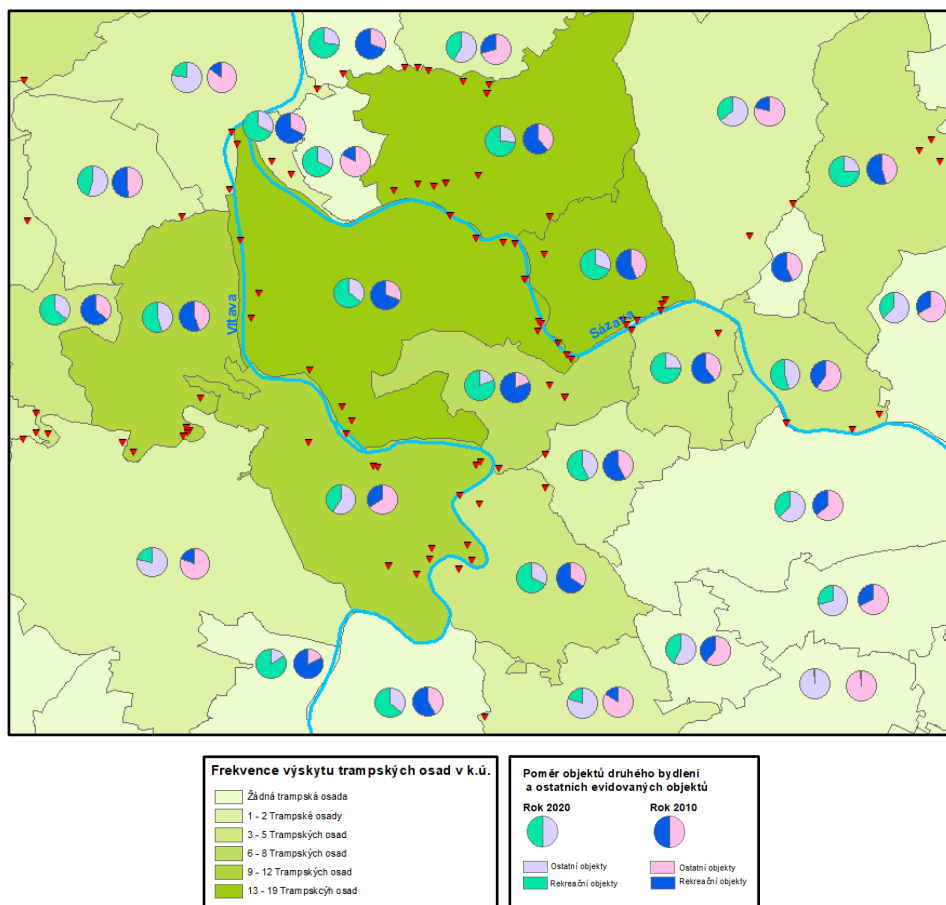 Vltava
Sázava
Frekvence výskytu trampských osad v k.ú.
Žádná trampská osada
1 - 2 Trampské osady
3 - 5 Trampských osad
6 - 8 Trampských osad
9 - 12 Trampských osad
13 - 19 Trampskcýh osad
Poměr objektů druhého bydlení
a ostatních evidovaných objektů
Rok 2020
Rok 2010
Ostatní objekty
Ostatní objekty
Rekreační objekty
Rekreační objekty